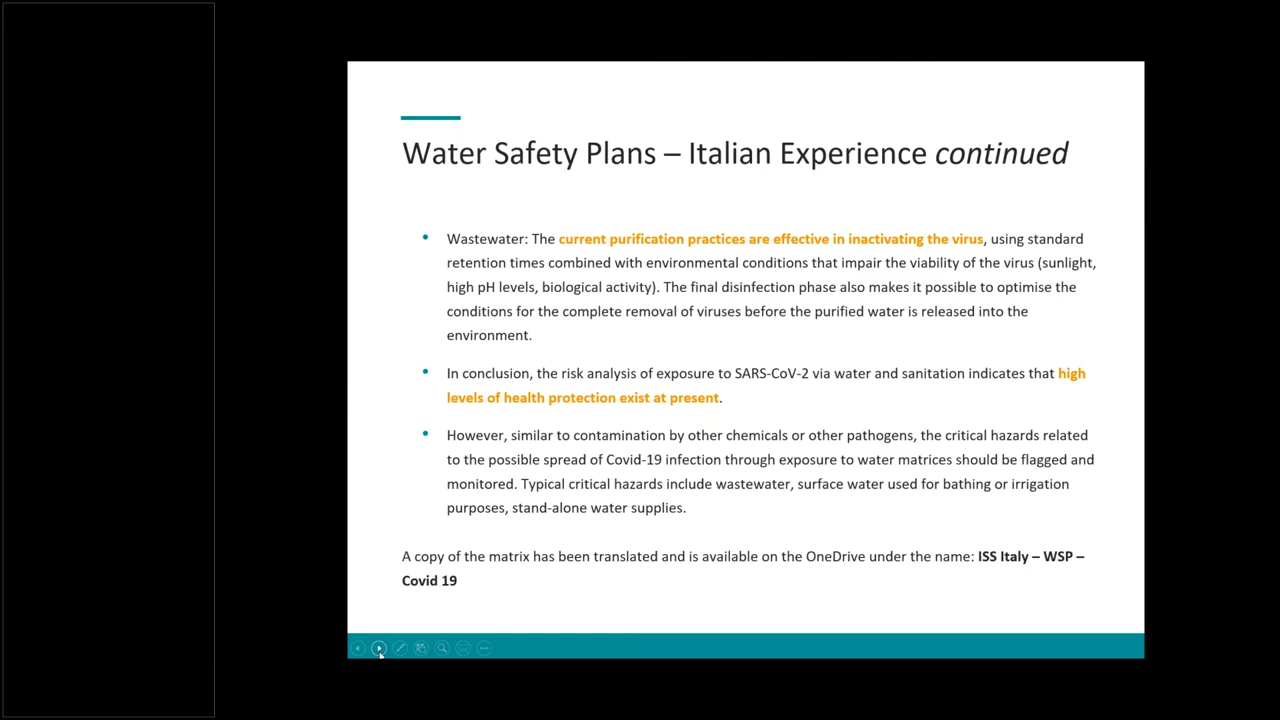 Water Safety Plans – Italian Experience continued
• Wastewater: The current purification practices are effective in inactivating the virus, using standard
retention times combined with environmental conditions that impair the viability of the virus (sunlight,
high pH levels, biological activity). The final disinfection phase also makes it possible to optimise the
conditions for the complete removal of viruses before the purified water is released into the
environment.
• In conclusion, the risk analysis of exposure to SARS-CoV-2 via water and sanitation indicates that high
levels of health protection exist at present.
• However, similar to contamination by other chemicals or other pathogens, the critical hazards related
to the possible spread of Covid-19 infection through exposure to water matrices should be flagged and
monitored. Typical critical hazards include wastewater, surface water used for bathing or irrigation
purposes, stand-alone water supplies.
A copy of the matrix has been translated and is available on the OneDrive under the name: ISS Italy – WSP –
Covid 19